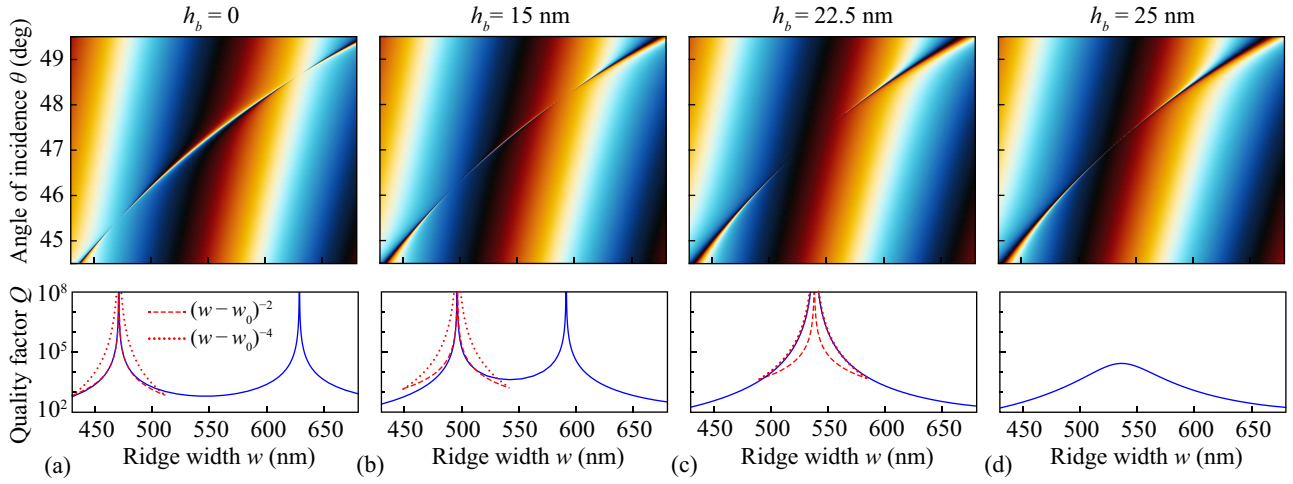 h_b = 0
h_b = 15 nm
h_b = 22.5 nm
h_b = 25 nm
Angle of incidence θ (deg)
49
48
47
46
45
Quality factor Q
10^8
10^5
10^2
(w − w_0)^−2
(w − w_0)^−4
450 500 550 600 650
450 500 550 600 650
450 500 550 600 650
450 500 550 600 650
(a) Ridge width w (nm)
(b) Ridge width w (nm)
(c) Ridge width w (nm)
(d) Ridge width w (nm)